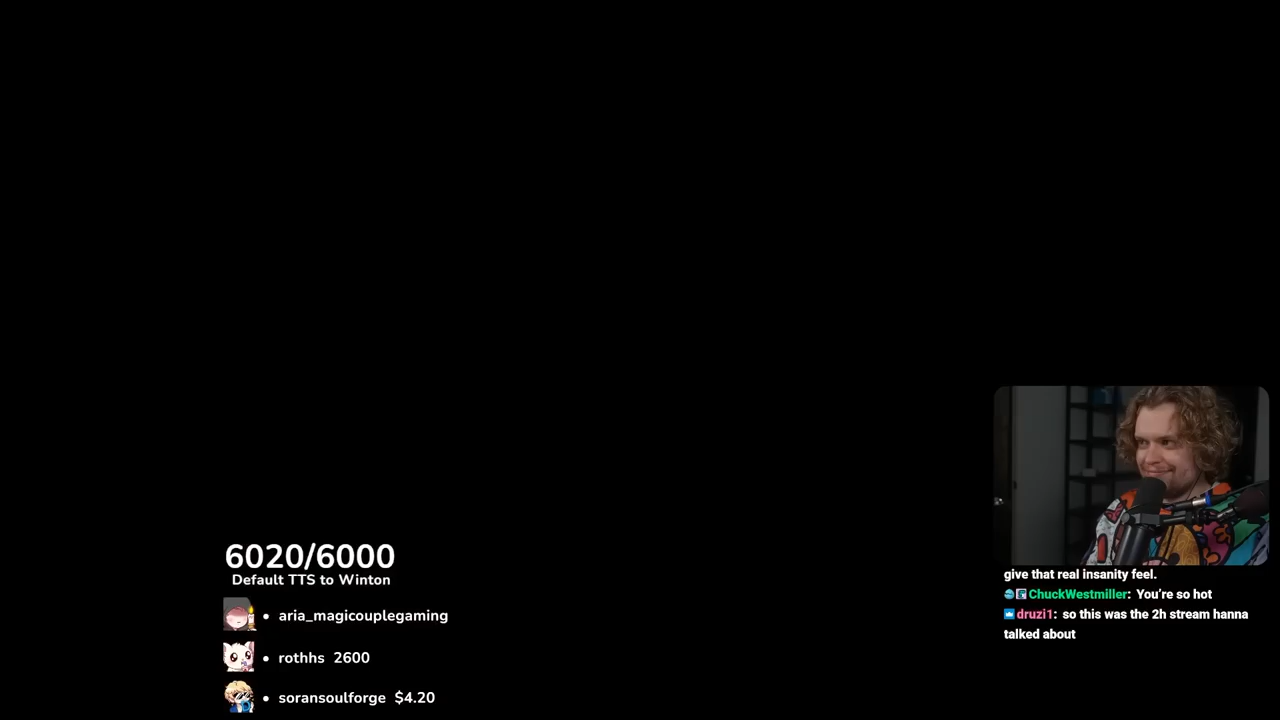 6020/6000
Default TTS to Winton
• aria_magicouplegaming
• rothhs 2600
• soransoulforge $4.20
give that real insanity feel.
ChuckWestmiller: You’re so hot
druzi1: so this was the 2h stream hanna
talked about